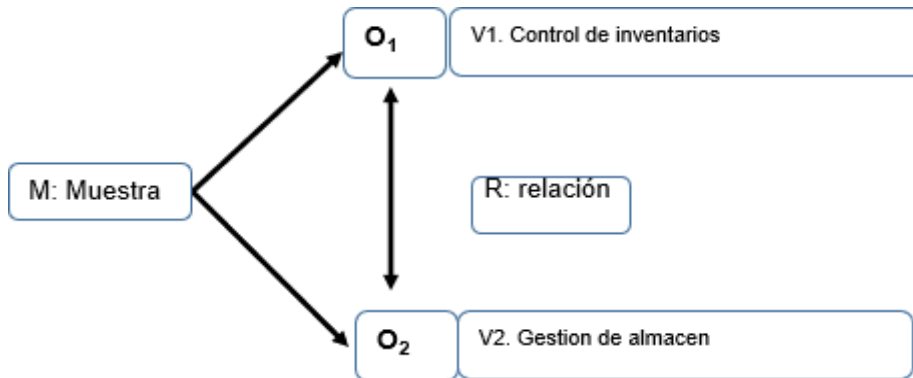 O₁
V1. Control de inventarios
M: Muestra
R: relación
O₂
V2. Gestion de almacen